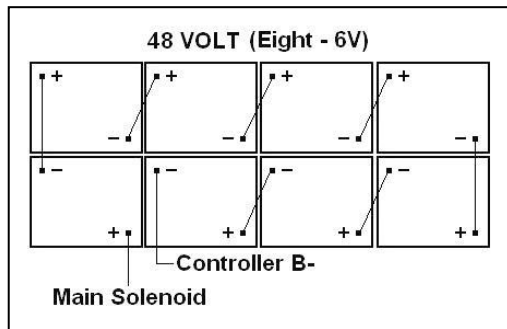 48 VOLT (Eight - 6V)
+ + + +
- - - -
- - - -
+ + + +
Controller B-
Main Solenoid